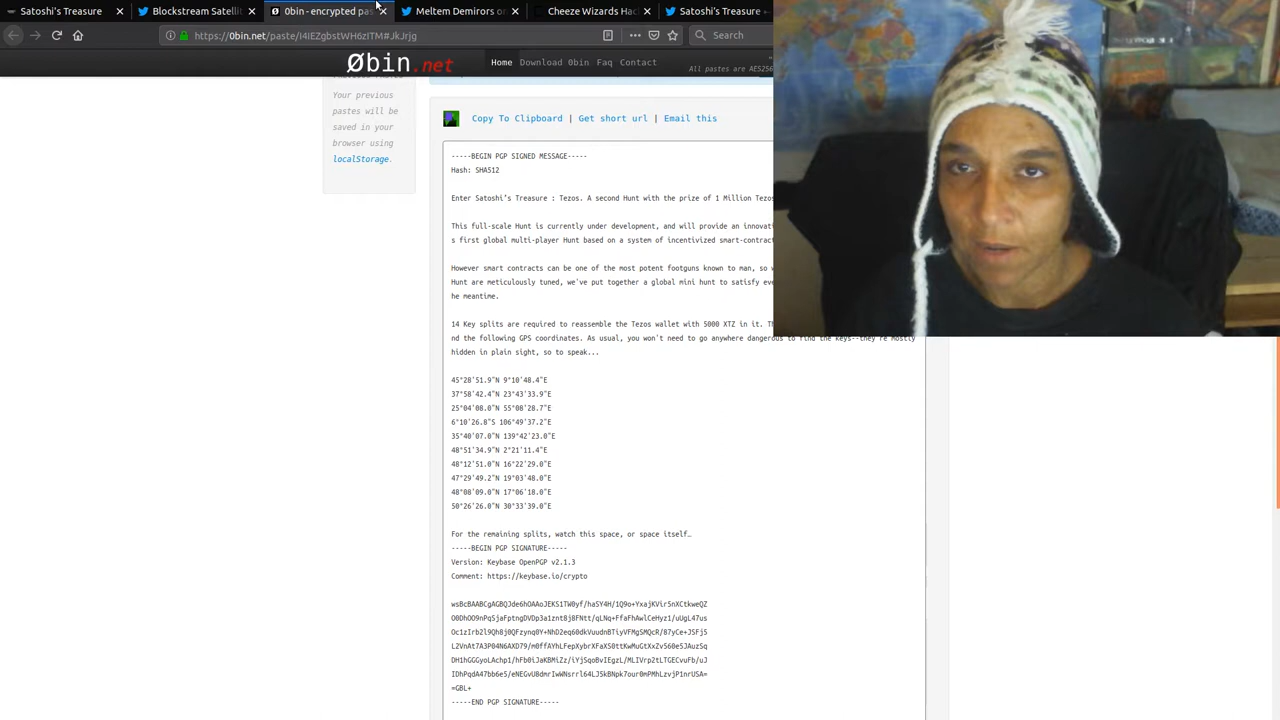 Satoshi's Treasure
Blockstream Satelli
0bin - encrypted pas
Meltem Demirors on
Cheeze Wizards Hac
Satoshi's Treasure
https://0bin.net/paste/
Search
Øbin.net
Home Download 0bin Faq Contact
All pastes are AES256
Your previous
pastes will be
saved in your
browser using
localStorage.
Copy To Clipboard | Get short url | Email this
-----BEGIN PGP SIGNED MESSAGE-----
Hash: SHA512
Enter Satoshi's Treasure : Tezos. A second Hunt with the prize of 1 Million Tezos
This full-scale Hunt is currently under development, and will provide an innovati
s first global multi-player Hunt based on a system of incentivized smart-contract
However smart contracts can be one of the most potent footguns known to man, so w
Hunt are meticulously tuned, we've put together a global mini hunt to satisfy eve
he meantime.
14 Key splits are required to reassemble the Tezos wallet with 5000 XTZ in it. Th
nd the following GPS coordinates. As usual, you won't need to go anywhere dangerous to find the keys--they're mostly
hidden in plain sight, so to speak...
45°28'51.9"N 9°10'48.4"E
37°58'42.4"N 23°43'33.9"E
25°04'08.0"N 55°08'28.7"E
6°10'26.8"S 106°49'37.2"E
35°40'07.0"N 139°42'23.0"E
48°51'34.9"N 2°21'11.4"E
48°12'51.0"N 16°22'29.0"E
47°29'49.2"N 19°03'48.0"E
48°08'09.0"N 17°06'18.0"E
50°26'26.0"N 30°33'39.0"E
For the remaining splits, watch this space, or space itself…
-----BEGIN PGP SIGNATURE-----
Version: Keybase OpenPGP v2.1.3
Comment: https://keybase.io/crypto
=GBL+
-----END PGP SIGNATURE-----